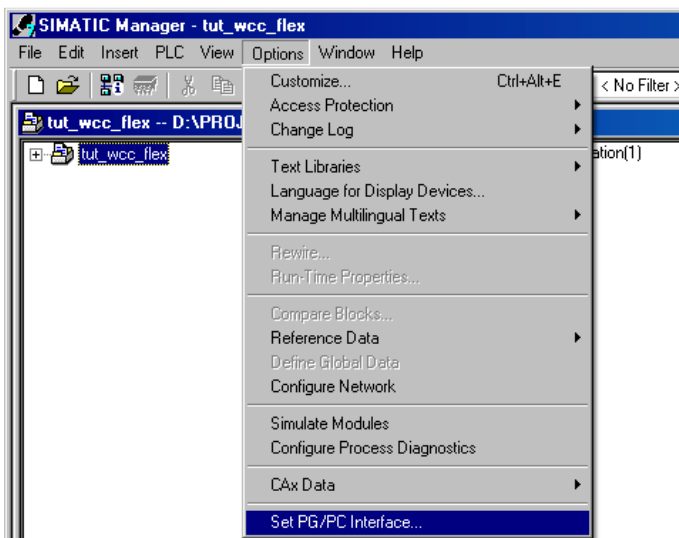 SIMATIC Manager - tut_wcc_flex
File Edit Insert PLC View Options Window Help
< No Filter >
tut_wcc_flex -- D:\PROJ
tut_wcc_flex
ation(1)
Customize... Ctrl+Alt+E
Access Protection
Change Log
Text Libraries
Language for Display Devices...
Manage Multilingual Texts
Rewire...
Run-Time Properties...
Compare Blocks...
Reference Data
Define Global Data
Configure Network
Simulate Modules
Configure Process Diagnostics
CAx Data
Set PG/PC Interface...